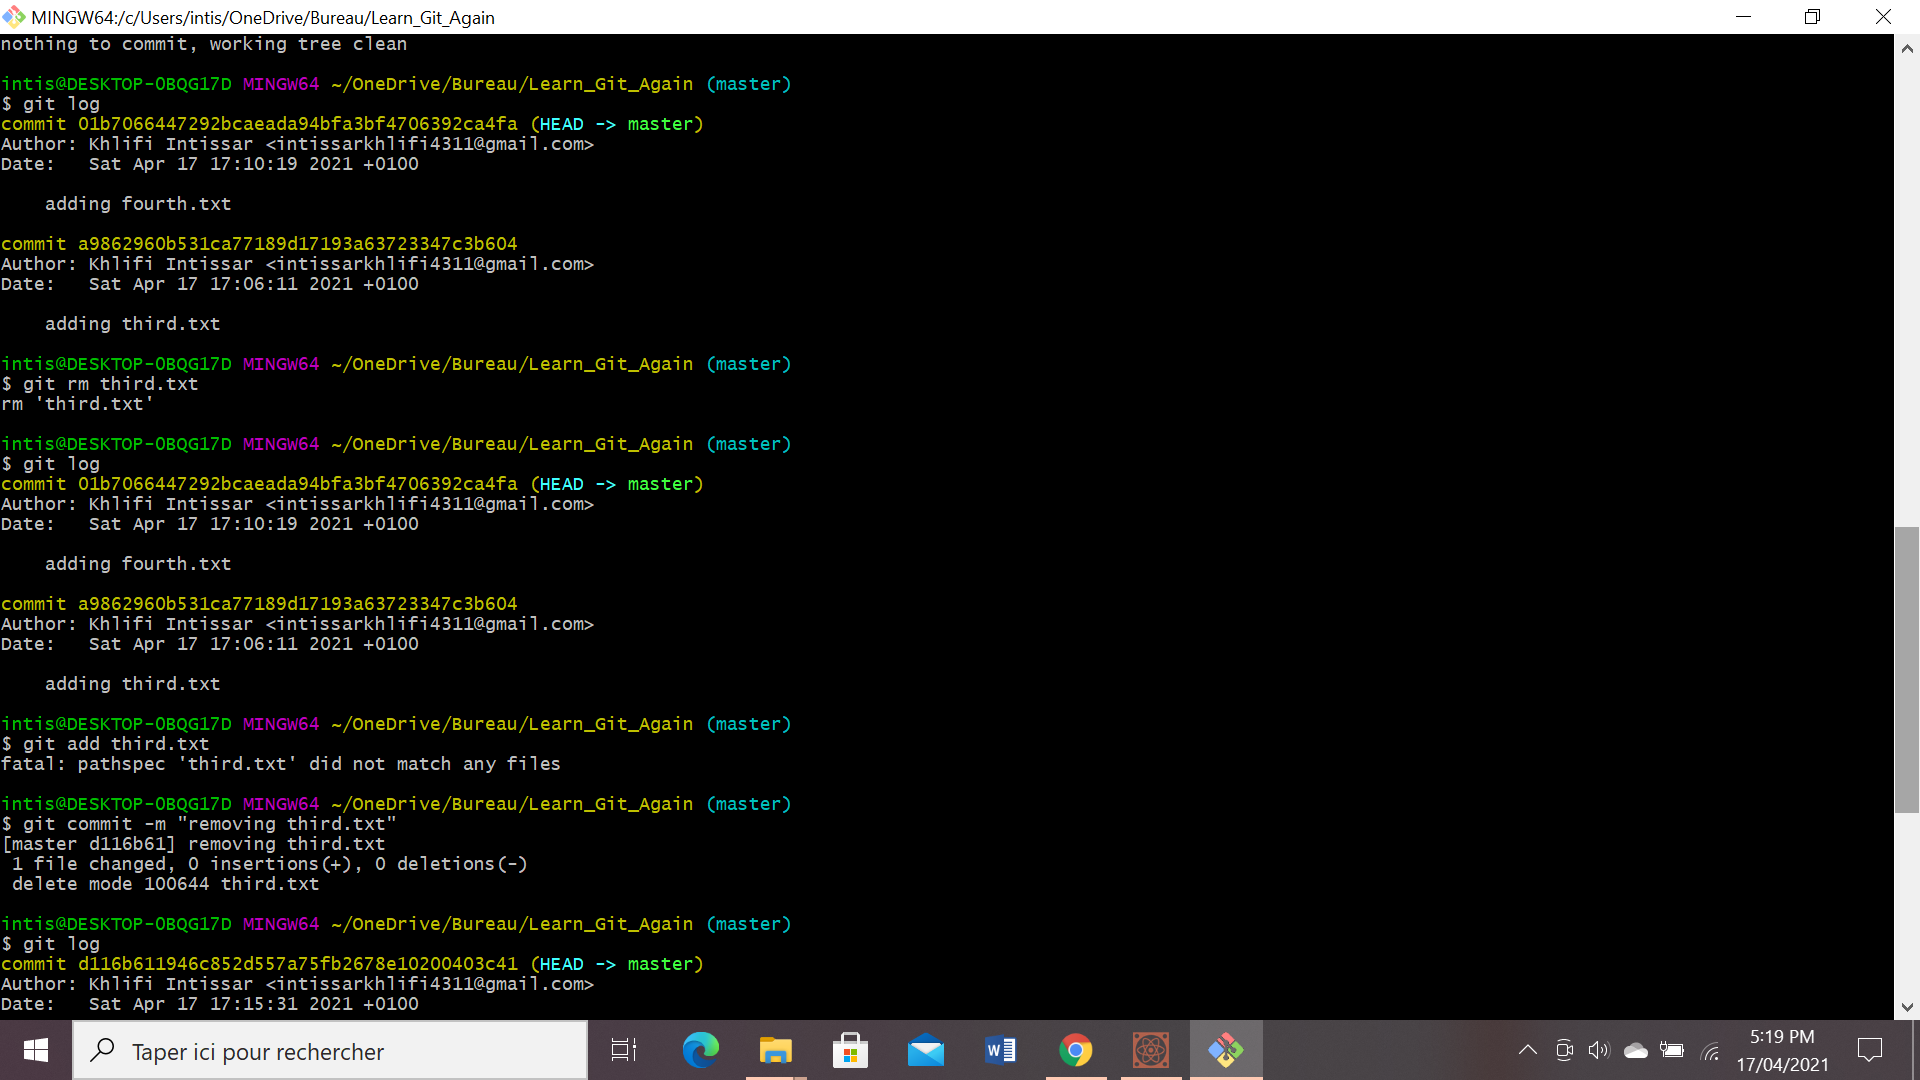 MINGW64:/c/Users/intis/OneDrive/Bureau/Learn_Git_Again
nothing to commit, working tree clean
intis@DESKTOP-0BQG17D MINGW64 ~/OneDrive/Bureau/Learn_Git_Again (master)
$ git log
commit 01b7066447292bcaeada94bfa3bf4706392ca4fa (HEAD -> master)
Author: Khlifi Intissar <intissarkhlifi4311@gmail.com>
Date:   Sat Apr 17 17:10:19 2021 +0100
    adding fourth.txt
commit a9862960b531ca77189d17193a63723347c3b604
Author: Khlifi Intissar <intissarkhlifi4311@gmail.com>
Date:   Sat Apr 17 17:06:11 2021 +0100
    adding third.txt
intis@DESKTOP-0BQG17D MINGW64 ~/OneDrive/Bureau/Learn_Git_Again (master)
$ git rm third.txt
rm 'third.txt'
intis@DESKTOP-0BQG17D MINGW64 ~/OneDrive/Bureau/Learn_Git_Again (master)
$ git log
commit 01b7066447292bcaeada94bfa3bf4706392ca4fa (HEAD -> master)
Author: Khlifi Intissar <intissarkhlifi4311@gmail.com>
Date:   Sat Apr 17 17:10:19 2021 +0100
    adding fourth.txt
commit a9862960b531ca77189d17193a63723347c3b604
Author: Khlifi Intissar <intissarkhlifi4311@gmail.com>
Date:   Sat Apr 17 17:06:11 2021 +0100
    adding third.txt
intis@DESKTOP-0BQG17D MINGW64 ~/OneDrive/Bureau/Learn_Git_Again (master)
$ git add third.txt
fatal: pathspec 'third.txt' did not match any files
intis@DESKTOP-0BQG17D MINGW64 ~/OneDrive/Bureau/Learn_Git_Again (master)
$ git commit -m "removing third.txt"
[master d116b61] removing third.txt
 1 file changed, 0 insertions(+), 0 deletions(-)
 delete mode 100644 third.txt
intis@DESKTOP-0BQG17D MINGW64 ~/OneDrive/Bureau/Learn_Git_Again (master)
$ git log
commit d116b611946c852d557a75fb2678e10200403c41 (HEAD -> master)
Author: Khlifi Intissar <intissarkhlifi4311@gmail.com>
Date:   Sat Apr 17 17:15:31 2021 +0100
Taper ici pour rechercher
5:19 PM
17/04/2021